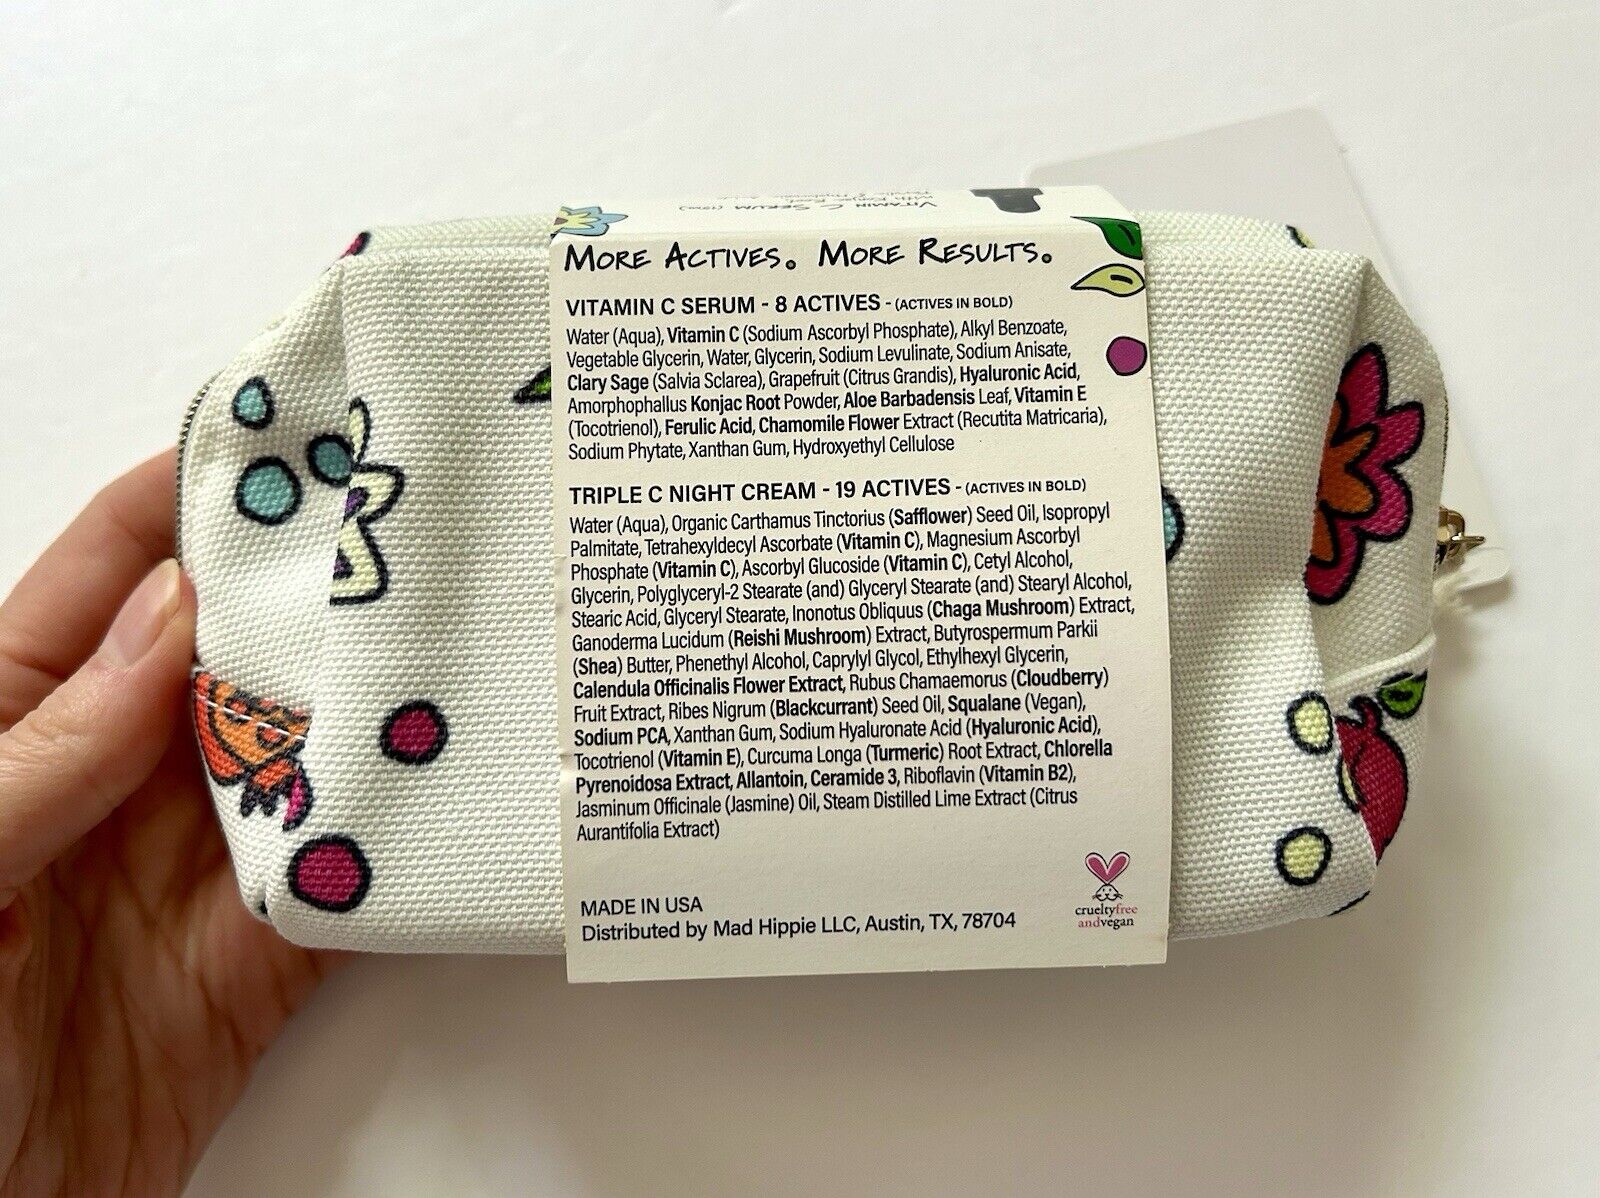 VITAMIN C SERUM (15ml)
with Konjac Root,
Ferulic & Hyaluronic Acids
MORE ACTIVES. MORE RESULTS.
VITAMIN C SERUM - 8 ACTIVES - (ACTIVES IN BOLD)
Water (Aqua), Vitamin C (Sodium Ascorbyl Phosphate), Alkyl Benzoate,
Vegetable Glycerin, Water, Glycerin, Sodium Levulinate, Sodium Anisate,
Clary Sage (Salvia Sclarea), Grapefruit (Citrus Grandis), Hyaluronic Acid,
Amorphophallus Konjac Root Powder, Aloe Barbadensis Leaf, Vitamin E
(Tocotrienol), Ferulic Acid, Chamomile Flower Extract (Recutita Matricaria),
Sodium Phytate, Xanthan Gum, Hydroxyethyl Cellulose
TRIPLE C NIGHT CREAM - 19 ACTIVES - (ACTIVES IN BOLD)
Water (Aqua), Organic Carthamus Tinctorius (Safflower) Seed Oil, Isopropyl
Palmitate, Tetrahexyldecyl Ascorbate (Vitamin C), Magnesium Ascorbyl
Phosphate (Vitamin C), Ascorbyl Glucoside (Vitamin C), Cetyl Alcohol,
Glycerin, Polyglyceryl-2 Stearate (and) Glyceryl Stearate (and) Stearyl Alcohol,
Stearic Acid, Glyceryl Stearate, Inonotus Obliquus (Chaga Mushroom) Extract,
Ganoderma Lucidum (Reishi Mushroom) Extract, Butyrospermum Parkii
(Shea) Butter, Phenethyl Alcohol, Caprylyl Glycol, Ethylhexyl Glycerin,
Calendula Officinalis Flower Extract, Rubus Chamaemorus (Cloudberry)
Fruit Extract, Ribes Nigrum (Blackcurrant) Seed Oil, Squalane (Vegan),
Sodium PCA, Xanthan Gum, Sodium Hyaluronate Acid (Hyaluronic Acid),
Tocotrienol (Vitamin E), Curcuma Longa (Turmeric) Root Extract, Chlorella
Pyrenoidosa Extract, Allantoin, Ceramide 3, Riboflavin (Vitamin B2),
Jasminum Officinale (Jasmine) Oil, Steam Distilled Lime Extract (Citrus
Aurantifolia Extract)
MADE IN USA
Distributed by Mad Hippie LLC, Austin, TX, 78704
crueltyfree
andvegan